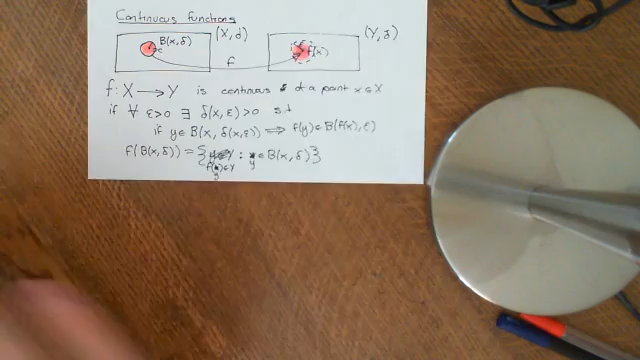 Continuous functions
B(x,δ) (X,d) f(x) (Y,d̃)
f
f: X → Y is continuous at a point x∈X
if ∀ ε>0 ∃ δ(x,ε)>0 s.t
if y∈B(x, δ(x,ε)) ⟹ f(y)∈B(f(x),ε)
f(B(x,δ)) = { f(y)∈Y : y∈B(x,δ)}